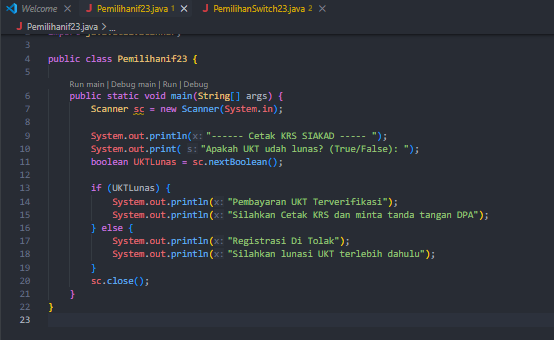 Welcome Pemilihanif23.java 1 × PemilihanSwitch23.java 2
Pemilihanif23.java > ...
3
4 public class Pemilihanif23 {
5
Run main | Debug main | Run | Debug
6 public static void main(String[] args) {
7 Scanner sc = new Scanner(System.in);
8
9 System.out.println(x:"------ Cetak KRS SIAKAD ----- ");
10 System.out.print( s:"Apakah UKT udah lunas? (True/False): ");
11 boolean UKTLunas = sc.nextBoolean();
12
13 if (UKTLunas) {
14 System.out.println(x:"Pembayaran UKT Terverifikasi");
15 System.out.println(x:"Silahkan Cetak KRS dan minta tanda tangan DPA");
16 } else {
17 System.out.println(x:"Registrasi Di Tolak");
18 System.out.println(x:"Silahkan lunasi UKT terlebih dahulu");
19 }
20 sc.close();
21 }
22 }
23